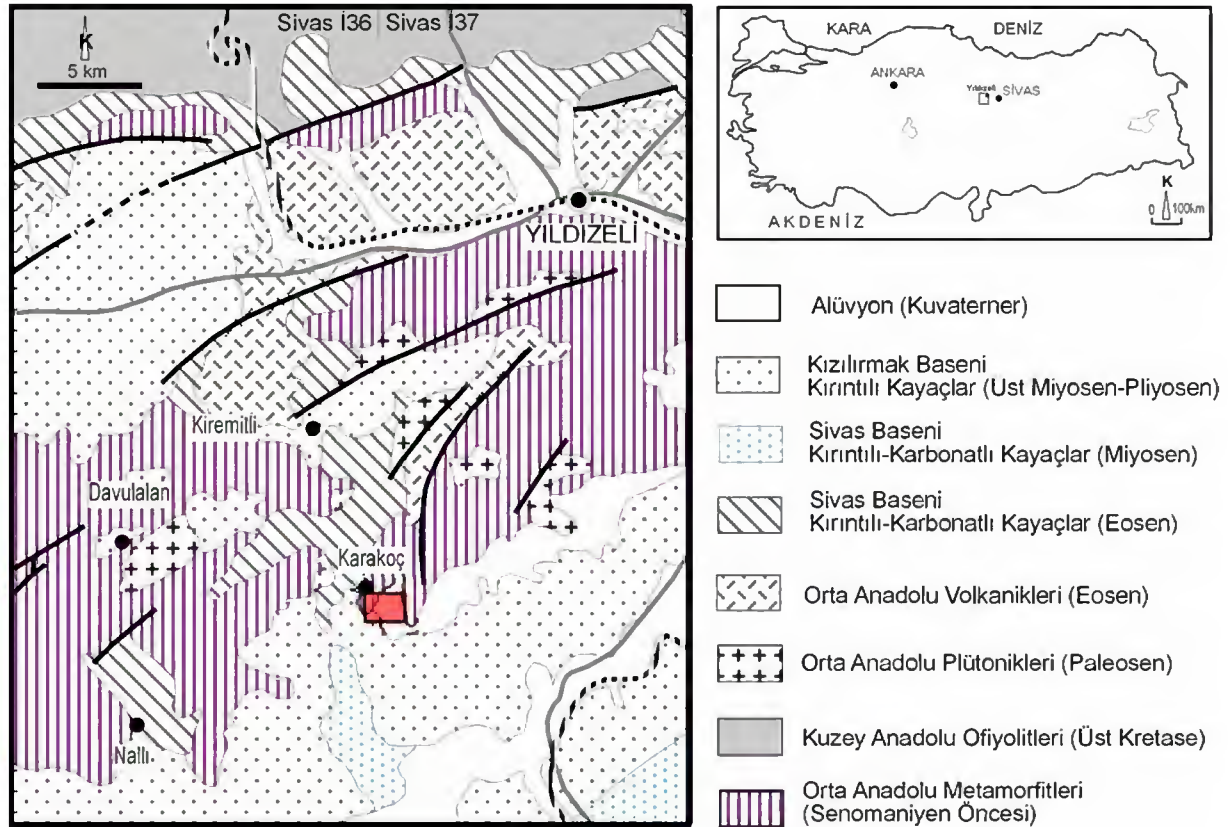 Sivas İ36 Sivas İ37
K
5 km
YILDIZELİ
Kiremitli
Davulalan
Karakoç
Nallı
KARA DENİZ
ANKARA
Yıldızeli
SİVAS
AKDENİZ
K
0 100km
Alüvyon (Kuvaterner)
Kızılırmak Baseni
Kırıntılı Kayaçlar (Üst Miyosen-Pliyosen)
Sivas Baseni
Kırıntılı-Karbonatlı Kayaçlar (Miyosen)
Sivas Baseni
Kırıntılı-Karbonatlı Kayaçlar (Eosen)
Orta Anadolu Volkanikleri (Eosen)
Orta Anadolu Plütonikleri (Paleosen)
Kuzey Anadolu Ofiyolitleri (Üst Kretase)
Orta Anadolu Metamorfitleri
(Senomaniyen Öncesi)